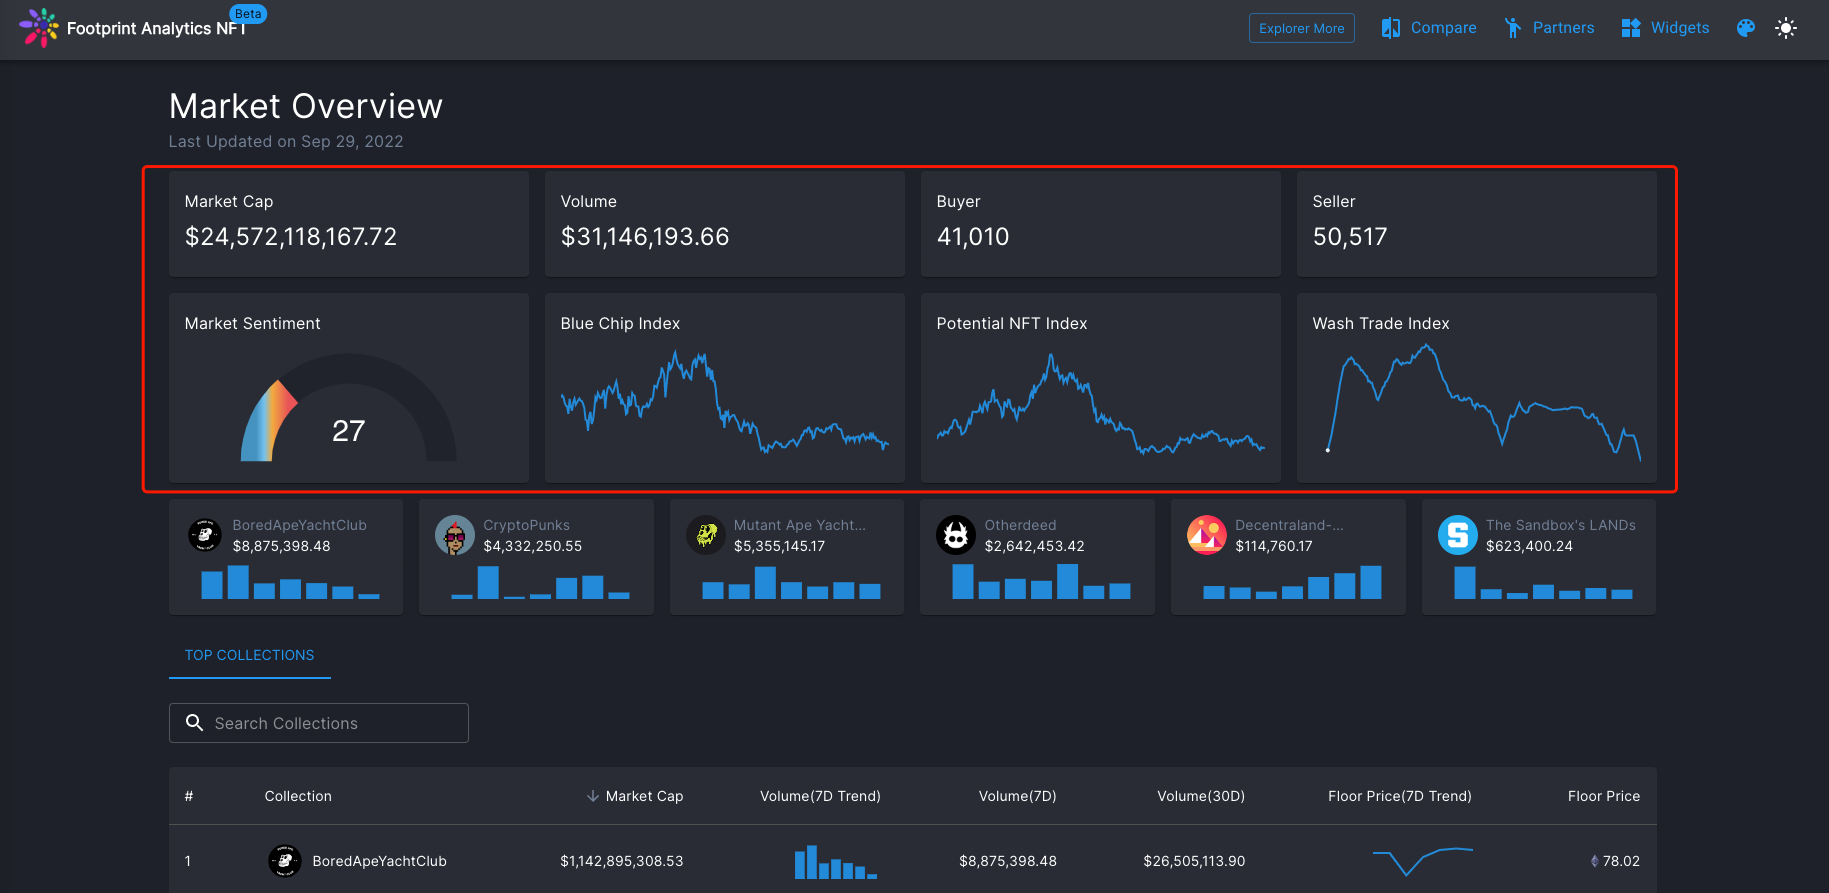 Footprint Analytics NFT
Beta
Explorer More
Compare
Partners
Widgets
Market Overview
Last Updated on Sep 29, 2022
Market Cap
$24,572,118,167.72
Volume
$31,146,193.66
Buyer
41,010
Seller
50,517
Market Sentiment
27
Blue Chip Index
Potential NFT Index
Wash Trade Index
BoredApeYachtClub
$8,875,398.48
CryptoPunks
$4,332,250.55
Mutant Ape Yacht...
$5,355,145.17
Otherdeed
$2,642,453.42
Decentraland-...
$114,760.17
The Sandbox's LANDs
$623,400.24
TOP COLLECTIONS
Search Collections
# Collection Market Cap Volume(7D Trend) Volume(7D) Volume(30D) Floor Price(7D Trend) Floor Price
1 BoredApeYachtClub $1,142,895,308.53 $8,875,398.48 $26,505,113.90 78.02